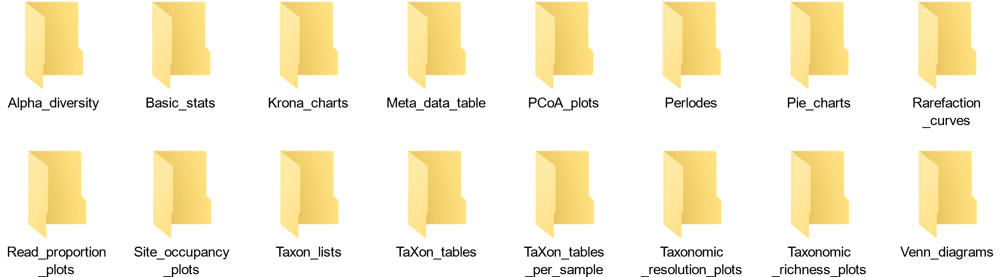 Alpha_diversity
Basic_stats
Krona_charts
Meta_data_table
PCoA_plots
Perlodes
Pie_charts
Rarefaction
_curves
Read_proportion
_plots
Site_occupancy
_plots
Taxon_lists
TaXon_tables
TaXon_tables
_per_sample
Taxonomic
_resolution_plots
Taxonomic
_richness_plots
Venn_diagrams